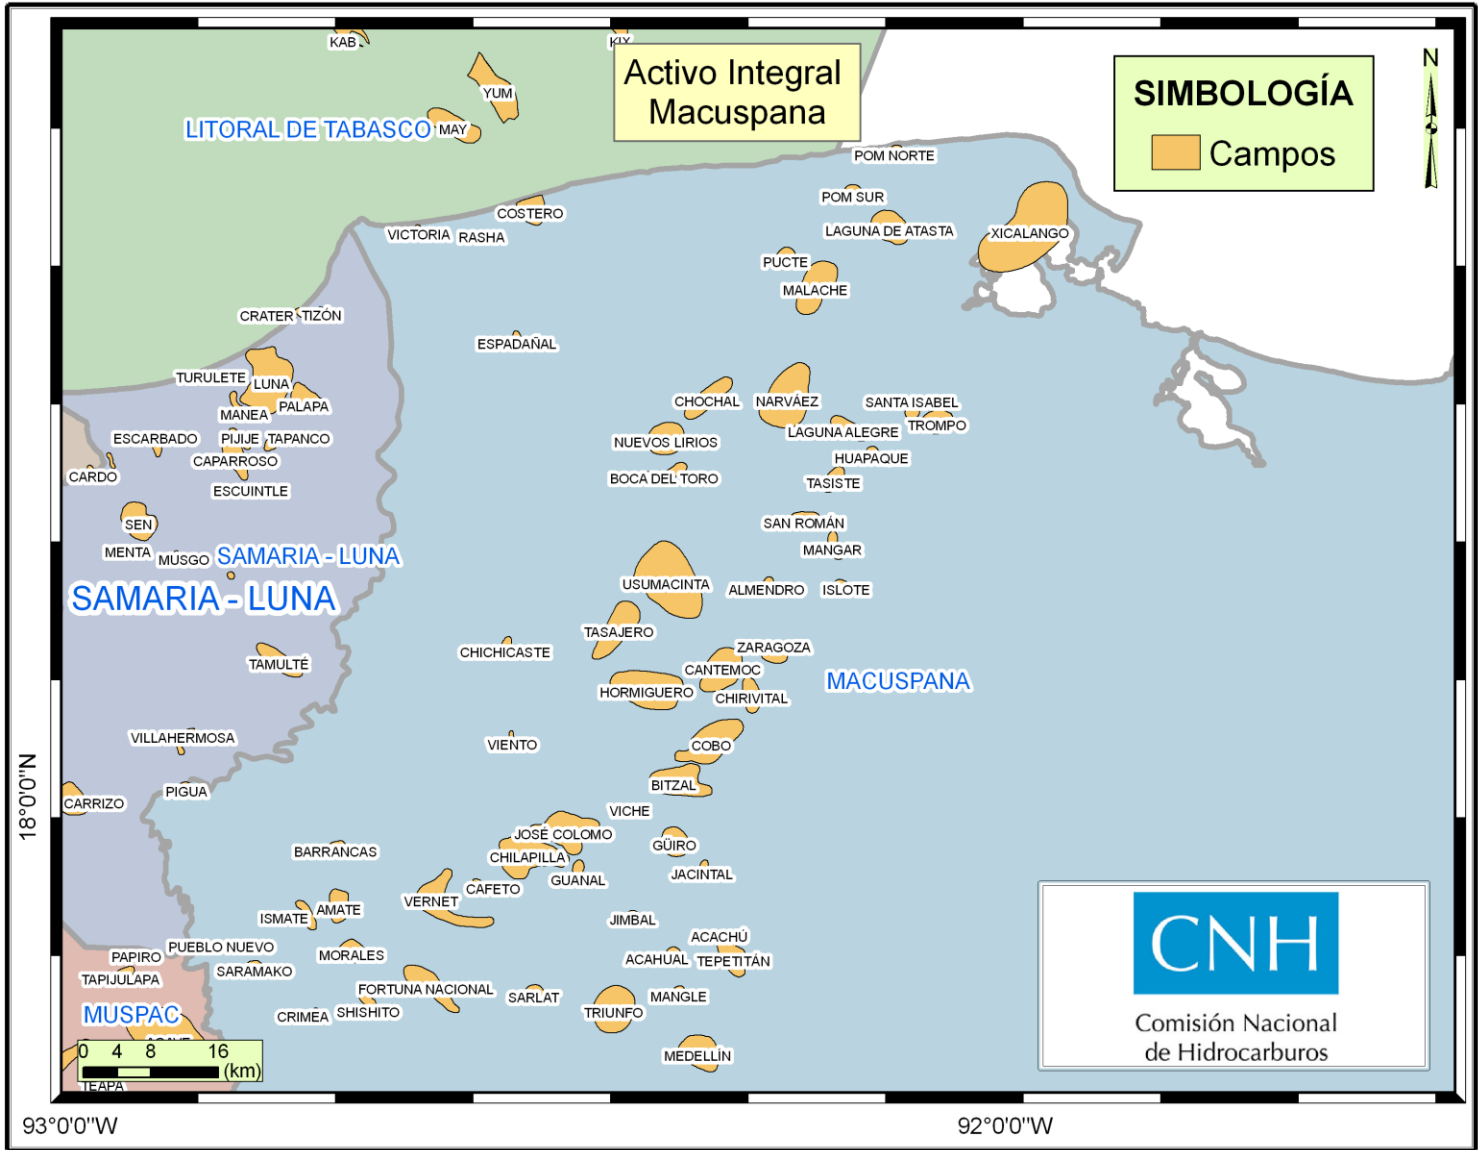 KAB
KIX
Activo Integral
Macuspana
SIMBOLOGÍA
Campos
N
YUM
MAY
LITORAL DE TABASCO
POM NORTE
POM SUR
COSTERO
VICTORIA
RASHA
LAGUNA DE ATASTA
XICALANGO
PUCTE
MALACHE
CRATER
TIZÓN
ESPADAÑAL
TURULETE
LUNA
MANEA
PALAPA
CHOCHAL
NARVÁEZ
SANTA ISABEL
TROMPO
LAGUNA ALEGRE
ESCARBADO
PIJIJE
TAPANCO
NUEVOS LIRIOS
HUAPAQUE
CAPARROSO
CARDO
BOCA DEL TORO
TASISTE
ESCUINTLE
SEN
SAN ROMÁN
MENTA
MÚSGO
SAMARIA - LUNA
MANGAR
SAMARIA - LUNA
USUMACINTA
ALMENDRO
ISLOTE
TASAJERO
CHICHICASTE
ZARAGOZA
TAMULTÉ
CANTEMOC
MACUSPANA
HORMIGUERO
CHIRIVITAL
VILLAHERMOSA
VIENTO
COBO
BITZAL
18°0'0"N
CARRIZO
PIGUA
VICHE
JOSÉ COLOMO
GÜIRO
BARRANCAS
CHILAPILLA
GUANAL
JACINTAL
CAFETO
VERNET
AMATE
ISMATE
JIMBAL
ACACHÚ
PUEBLO NUEVO
PAPIRO
MORALES
ACAHUAL
TEPETITÁN
SARAMAKO
TAPIJULAPA
FORTUNA NACIONAL
SARLAT
MANGLE
MUSPAC
CRIMEA
SHISHITO
TRIUNFO
AGAVE
MEDELLÍN
0 4 8 16
(km)
TEAPA
CNH
Comisión Nacional
de Hidrocarburos
93°0'0"W
92°0'0"W